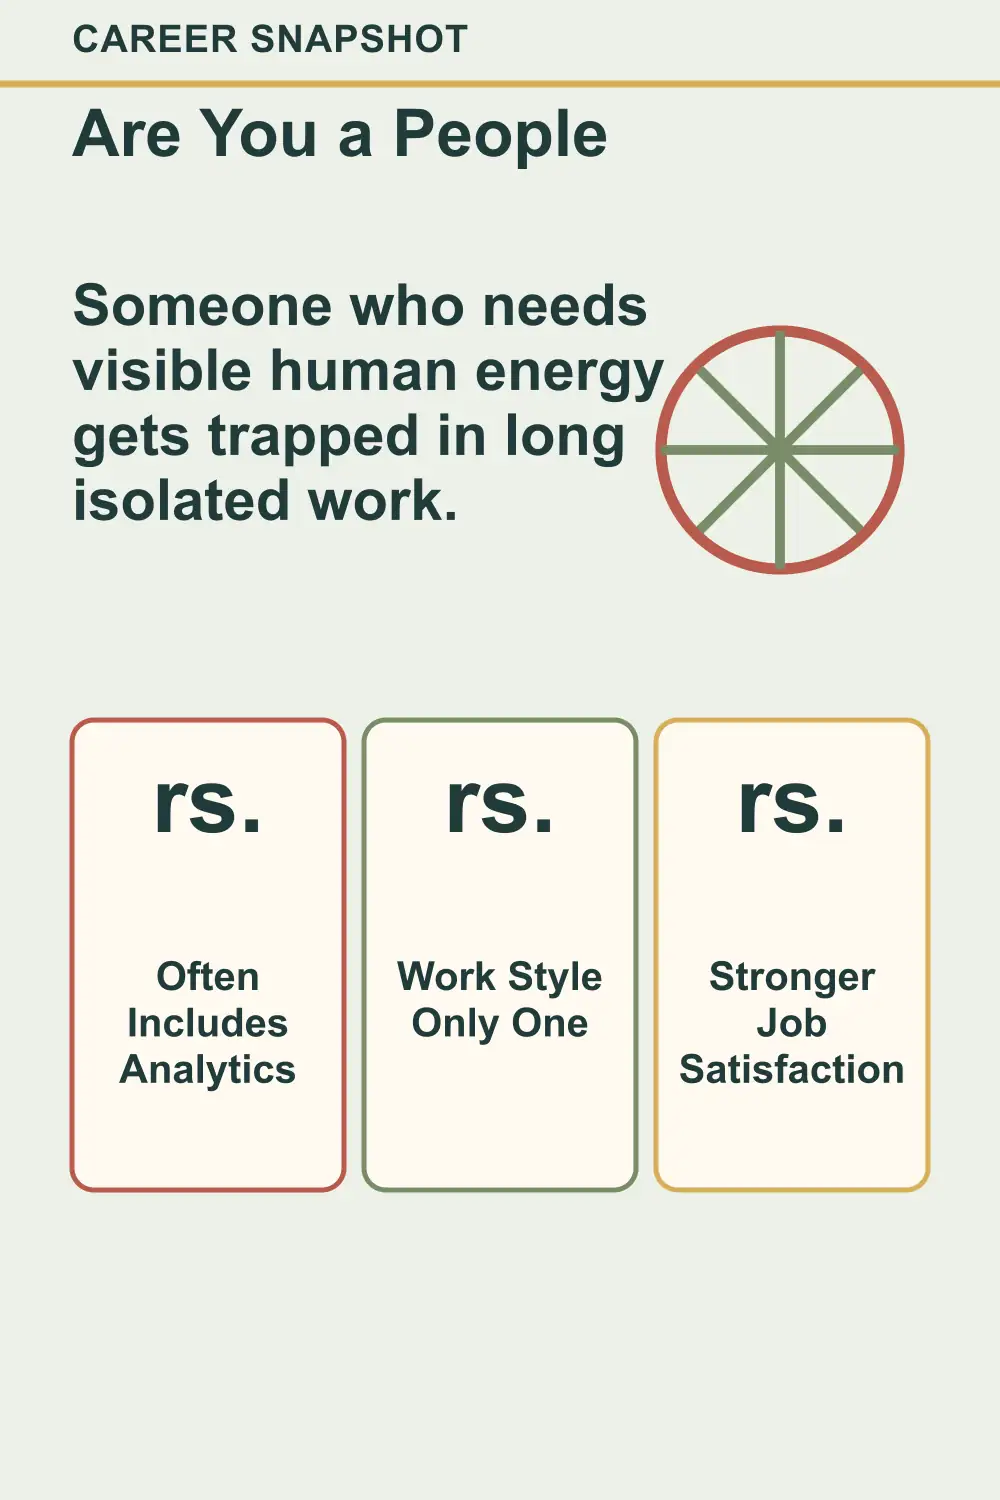 CAREER SNAPSHOT
Are You a People
Someone who needs
visible human energy
gets trapped in long
isolated work.
rs.
Often
Includes
Analytics
rs.
Work Style
Only One
rs.
Stronger
Job
Satisfaction